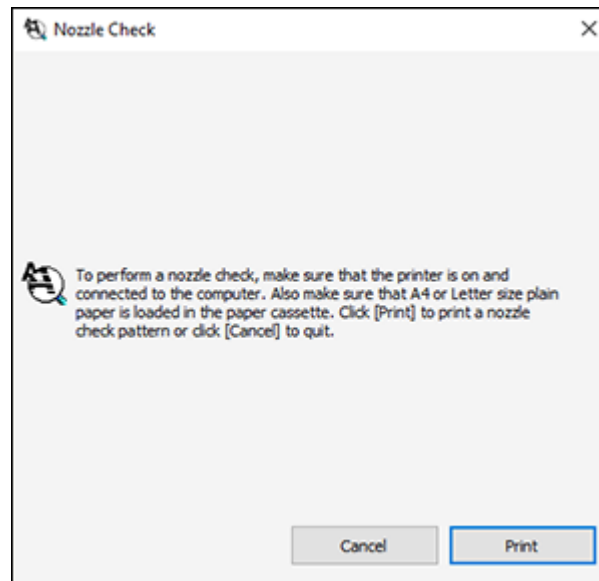 Nozzle Check
To perform a nozzle check, make sure that the printer is on and
connected to the computer. Also make sure that A4 or Letter size plain
paper is loaded in the paper cassette. Click [Print] to print a nozzle
check pattern or click [Cancel] to quit.
Cancel
Print